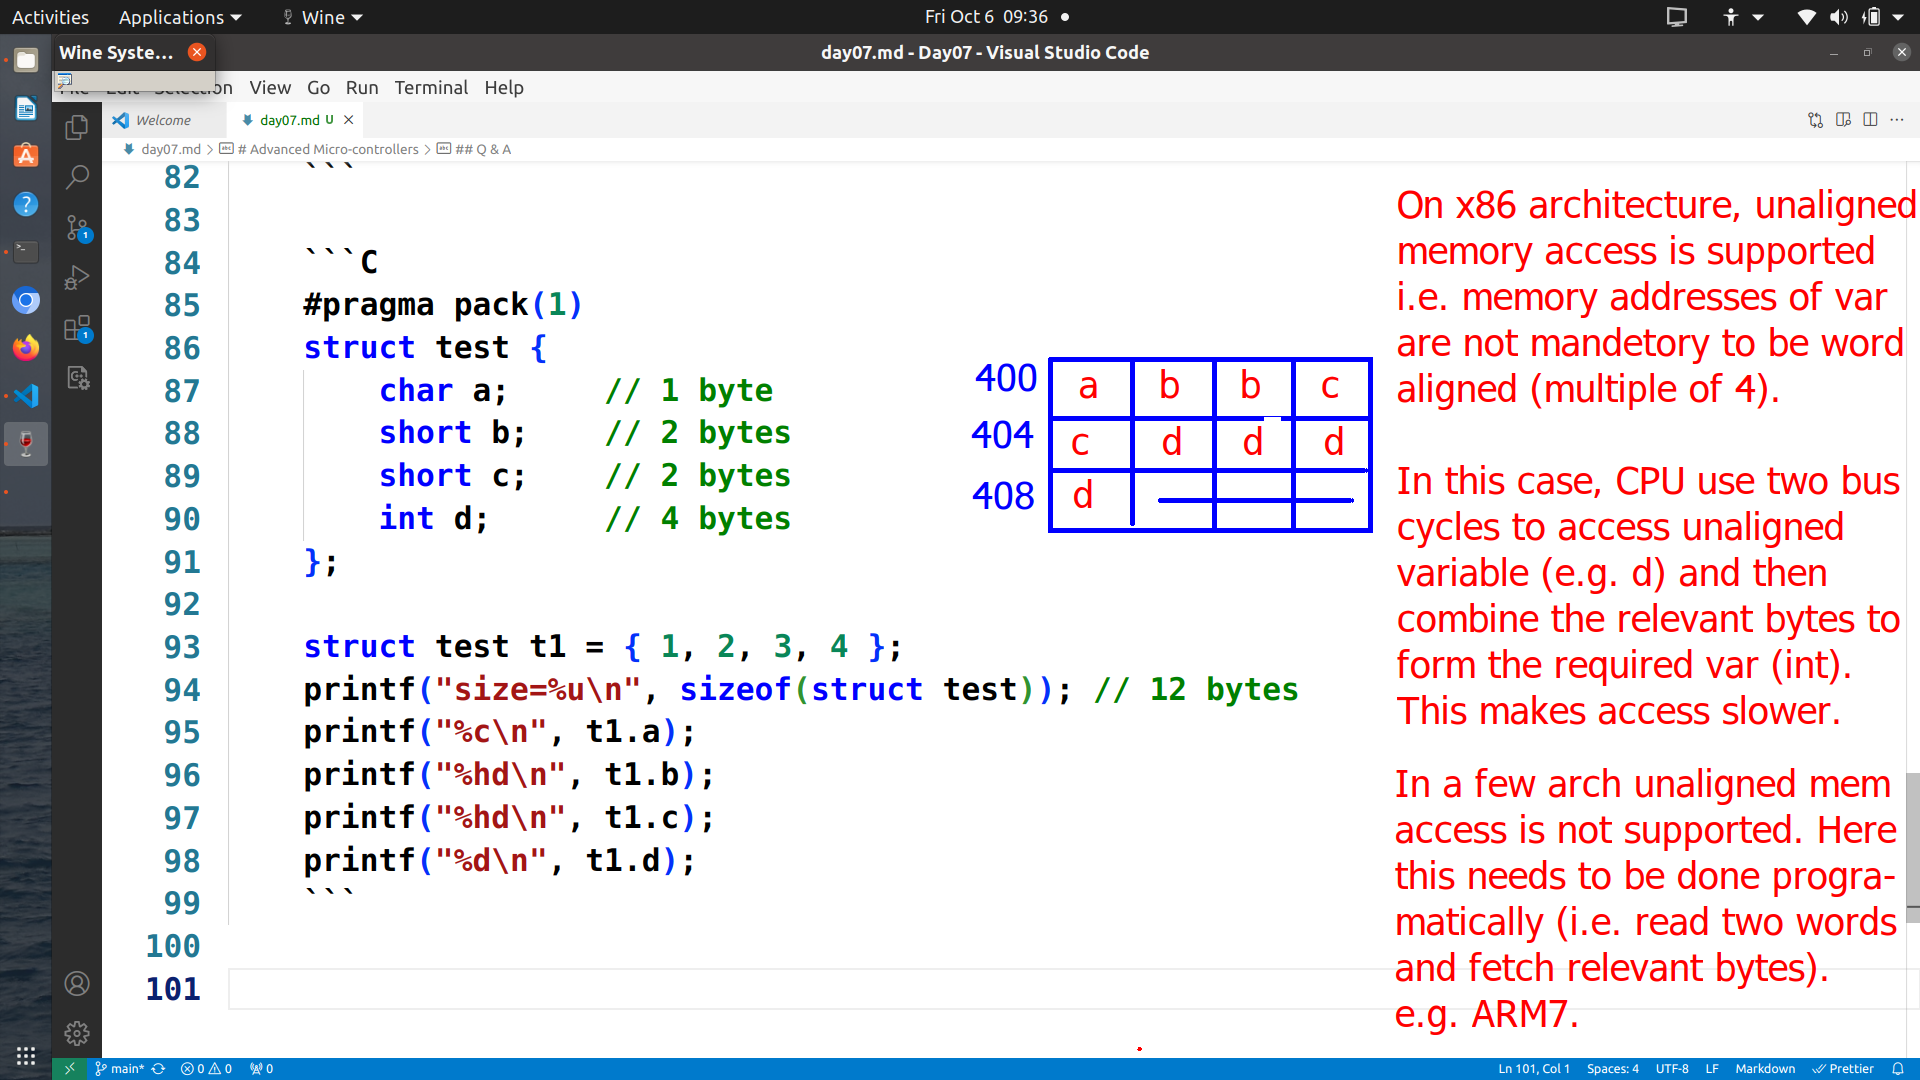 Activities Applications Wine Fri Oct 6 09:36
Wine Syste...
day07.md - Day07 - Visual Studio Code
Selection View Go Run Terminal Help
Welcome day07.md U
day07.md > # Advanced Micro-controllers > ## Q & A
82 ```
83
84 ```C
85 #pragma pack(1)
86 struct test {
87 char a; // 1 byte
88 short b; // 2 bytes
89 short c; // 2 bytes
90 int d; // 4 bytes
91 };
92
93 struct test t1 = { 1, 2, 3, 4 };
94 printf("size=%u\n", sizeof(struct test)); // 12 bytes
95 printf("%c\n", t1.a);
96 printf("%hd\n", t1.b);
97 printf("%hd\n", t1.c);
98 printf("%d\n", t1.d);
99 ```
100
101
400 a b b c
404 c d d d
408 d
On x86 architecture, unaligned
memory access is supported
i.e. memory addresses of var
are not mandetory to be word
aligned (multiple of 4).
In this case, CPU use two bus
cycles to access unaligned
variable (e.g. d) and then
combine the relevant bytes to
form the required var (int).
This makes access slower.
In a few arch unaligned mem
access is not supported. Here
this needs to be done progra-
matically (i.e. read two words
and fetch relevant bytes).
e.g. ARM7.
main* 0 0 0 Ln 101, Col 1 Spaces: 4 UTF-8 LF Markdown Prettier